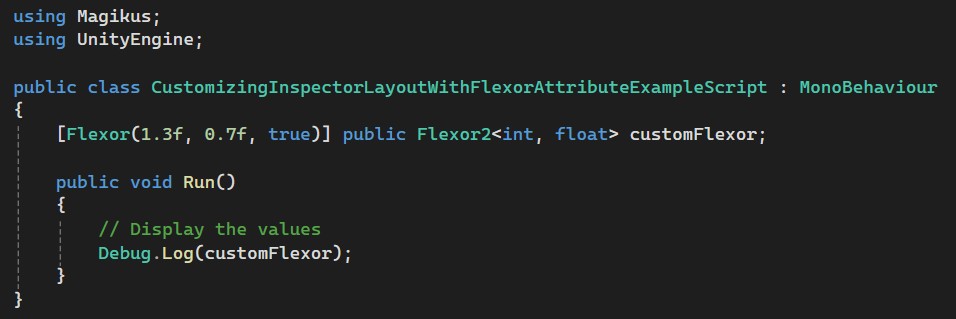 using Magikus;
using UnityEngine;

public class CustomizingInspectorLayoutWithFlexorAttributeExampleScript : MonoBehaviour
{
    [Flexor(1.3f, 0.7f, true)] public Flexor2<int, float> customFlexor;

    public void Run()
    {
        // Display the values
        Debug.Log(customFlexor);
    }
}